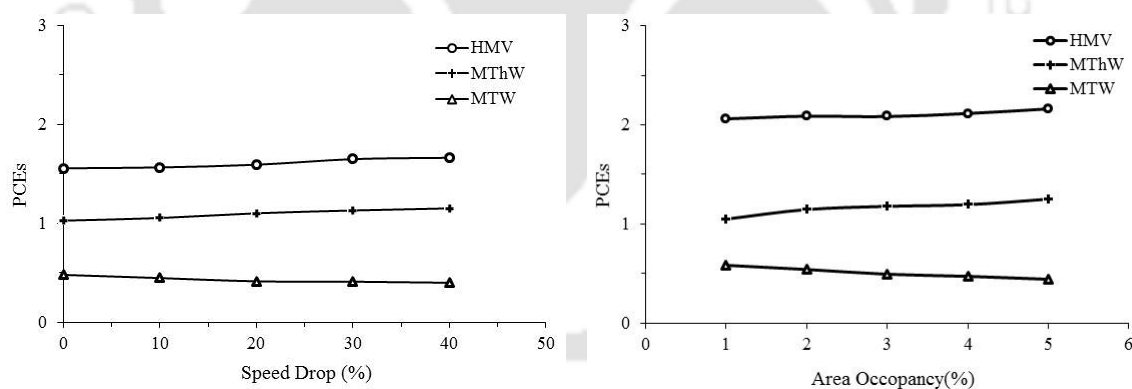 3
2
1
0
PCEs
HMV
MThW
MTW
0 10 20 30 40 50
Speed Drop (%)
3
2
1
0
PCEs
HMV
MThW
MTW
0 1 2 3 4 5 6
Area Occopancy(%)